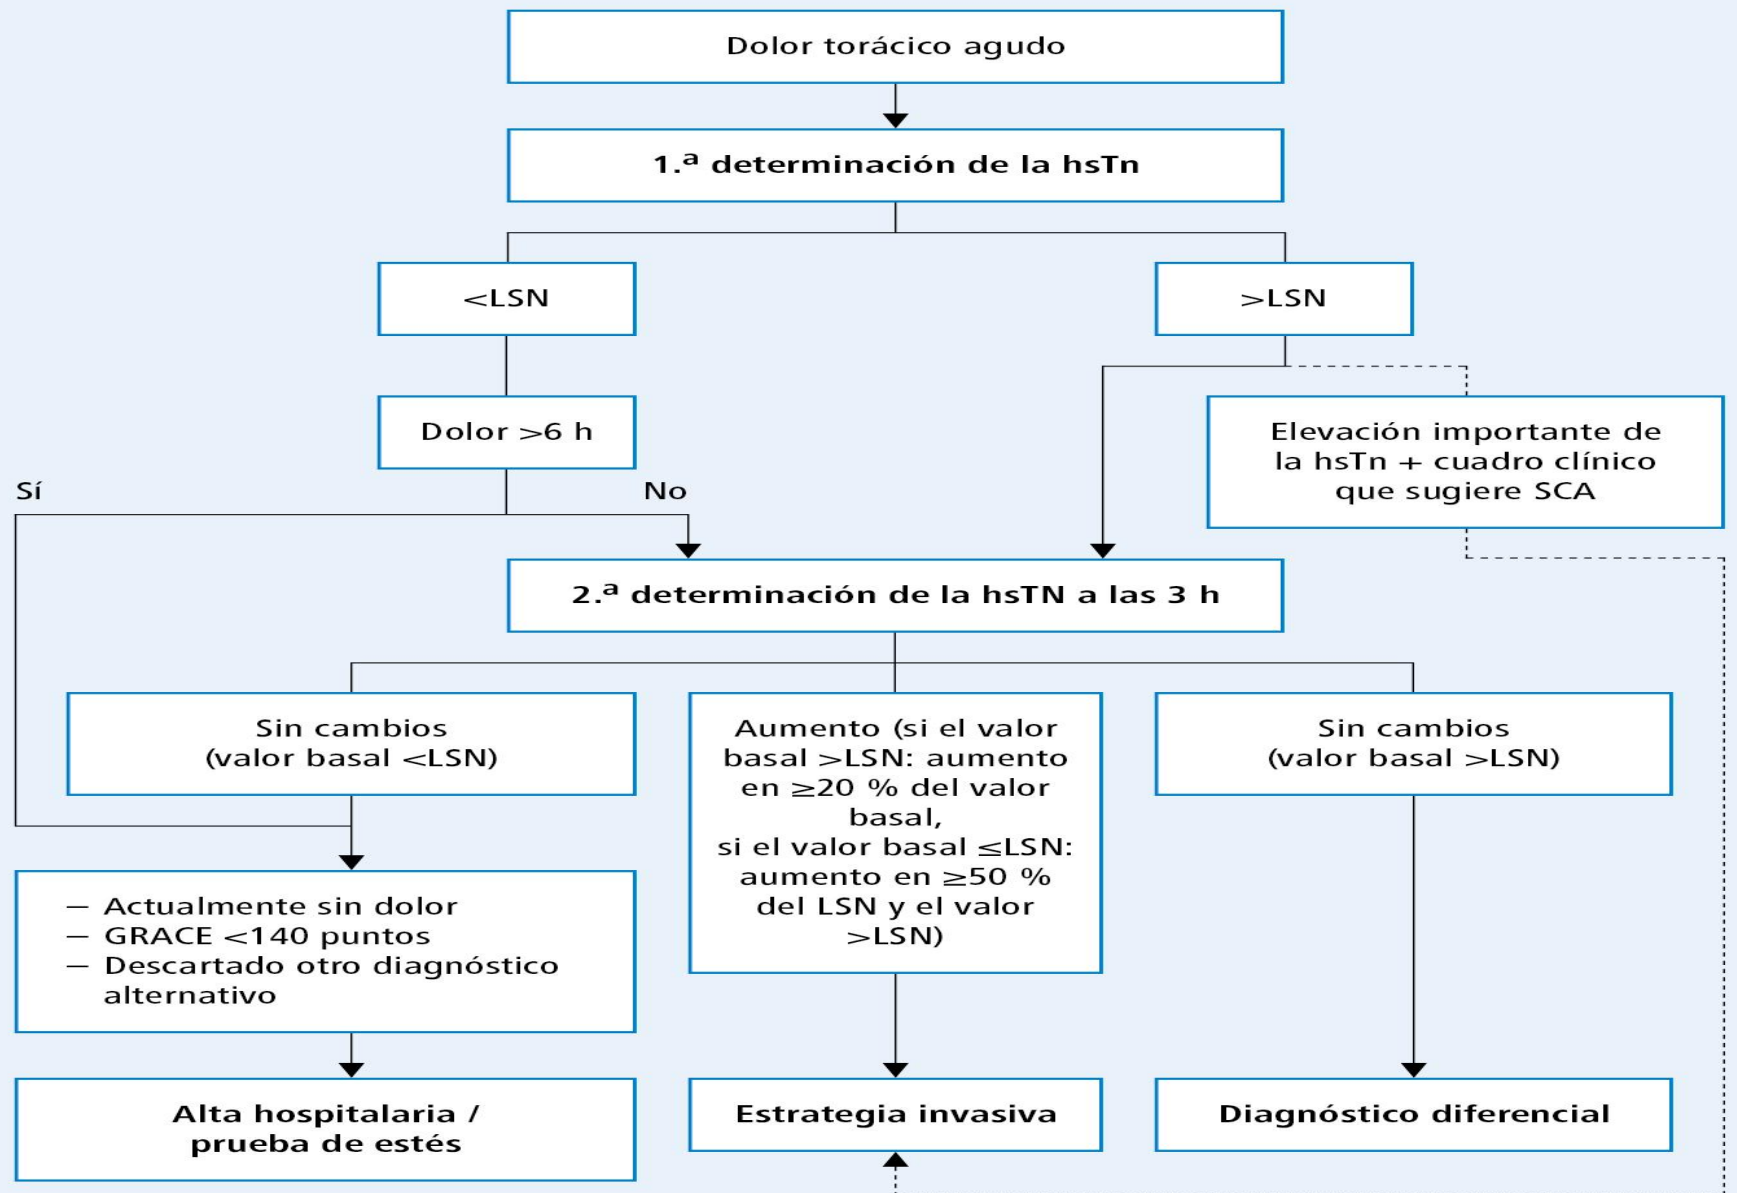 Dolor torácico agudo
1.ª determinación de la hsTn
<LSN
>LSN
Dolor >6 h
Elevación importante de
la hsTn + cuadro clínico
que sugiere SCA
Sí
No
2.ª determinación de la hsTN a las 3 h
Sin cambios
(valor basal <LSN)
Aumento (si el valor
basal >LSN: aumento
en ≥20 % del valor
basal,
si el valor basal ≤LSN:
aumento en ≥50 %
del LSN y el valor
>LSN)
Sin cambios
(valor basal >LSN)
— Actualmente sin dolor
— GRACE <140 puntos
— Descartado otro diagnóstico
alternativo
Alta hospitalaria /
prueba de estés
Estrategia invasiva
Diagnóstico diferencial